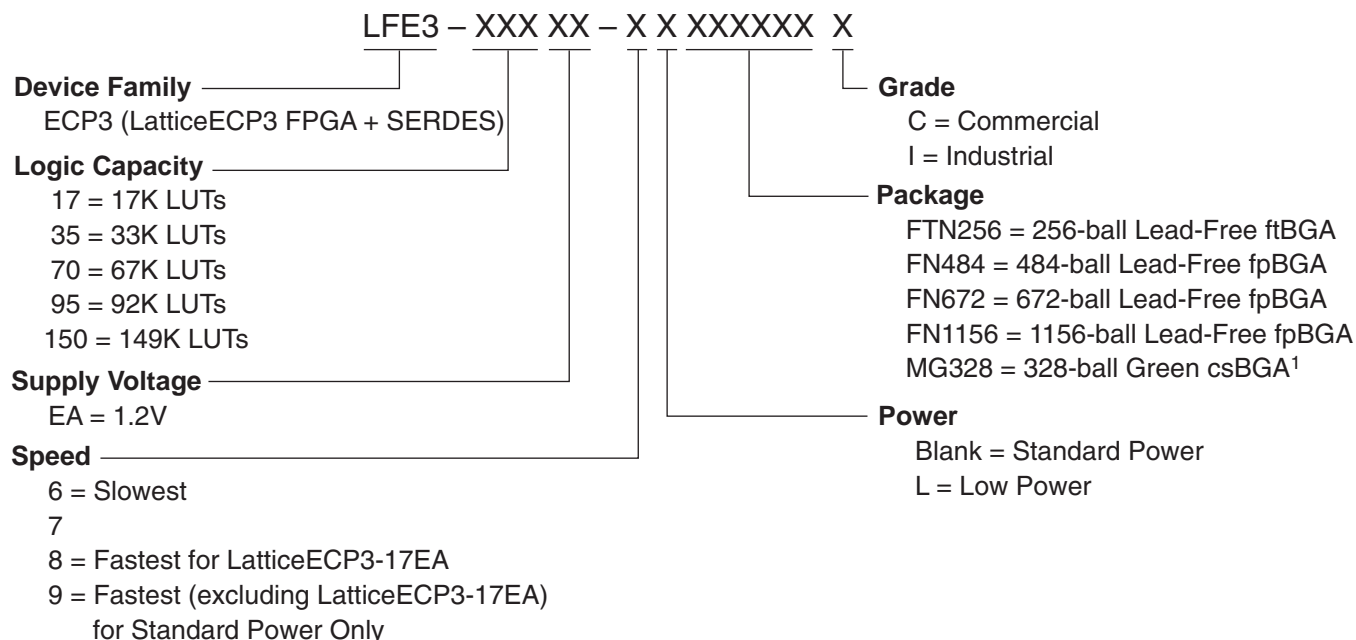 LFE3 – XXX XX – X X XXXXXX X
Device Family
ECP3 (LatticeECP3 FPGA + SERDES)
Logic Capacity
17 = 17K LUTs
35 = 33K LUTs
70 = 67K LUTs
95 = 92K LUTs
150 = 149K LUTs
Supply Voltage
EA = 1.2V
Speed
6 = Slowest
7
8 = Fastest for LatticeECP3-17EA
9 = Fastest (excluding LatticeECP3-17EA)
for Standard Power Only
Grade
C = Commercial
I = Industrial
Package
FTN256 = 256-ball Lead-Free ftBGA
FN484 = 484-ball Lead-Free fpBGA
FN672 = 672-ball Lead-Free fpBGA
FN1156 = 1156-ball Lead-Free fpBGA
MG328 = 328-ball Green csBGA¹
Power
Blank = Standard Power
L = Low Power